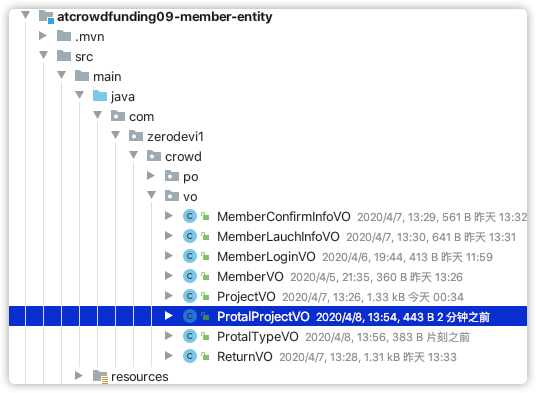 atcrowdfunding09-member-entity
.mvn
src
main
java
com
zerodevi1
crowd
po
vo
MemberConfirmInfoVO 2020/4/7, 13:29, 561 B 昨天 13:32
MemberLauchInfoVO 2020/4/7, 13:30, 641 B 昨天 13:31
MemberLoginVO 2020/4/6, 19:44, 413 B 昨天 11:59
MemberVO 2020/4/5, 21:35, 360 B 昨天 13:26
ProjectVO 2020/4/7, 13:26, 1.33 kB 今天 00:34
ProtalProjectVO 2020/4/8, 13:54, 443 B 2 分钟之前
ProtalTypeVO 2020/4/8, 13:56, 383 B 片刻之前
ReturnVO 2020/4/7, 13:28, 1.31 kB 昨天 13:33
resources